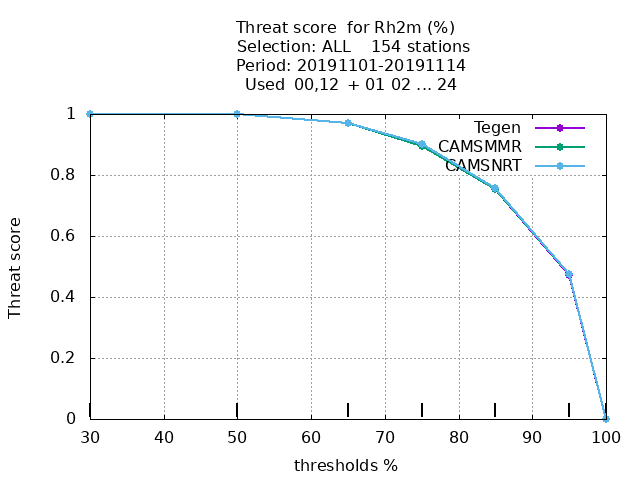 Threat score  for Rh2m (%)
Selection: ALL    154 stations
Period: 20191101-20191114
Used  00,12  + 01 02 ... 24
Tegen
CAMSMMR
CAMSNRT
1
0.8
0.6
0.4
0.2
0
Threat score
30 40 50 60 70 80 90 100
thresholds %